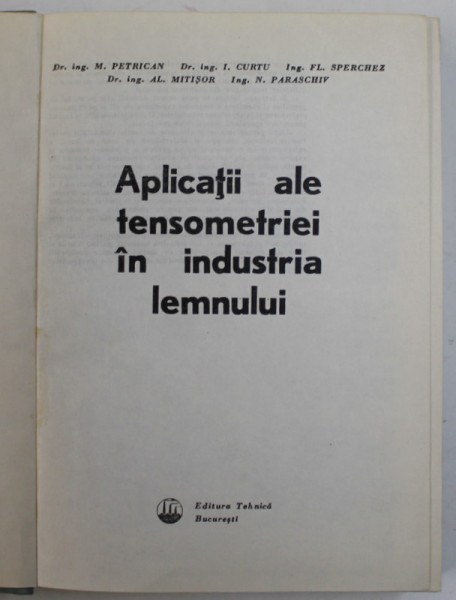 Dr. ing. M. PETRICAN Dr. ing. I. CURTU Ing. FL. SPERCHEZ
Dr. ing. AL. MITIȘOR Ing. N. PARASCHIV
Aplicații ale
tensometriei
în industria
lemnului
Editura Tehnică
București